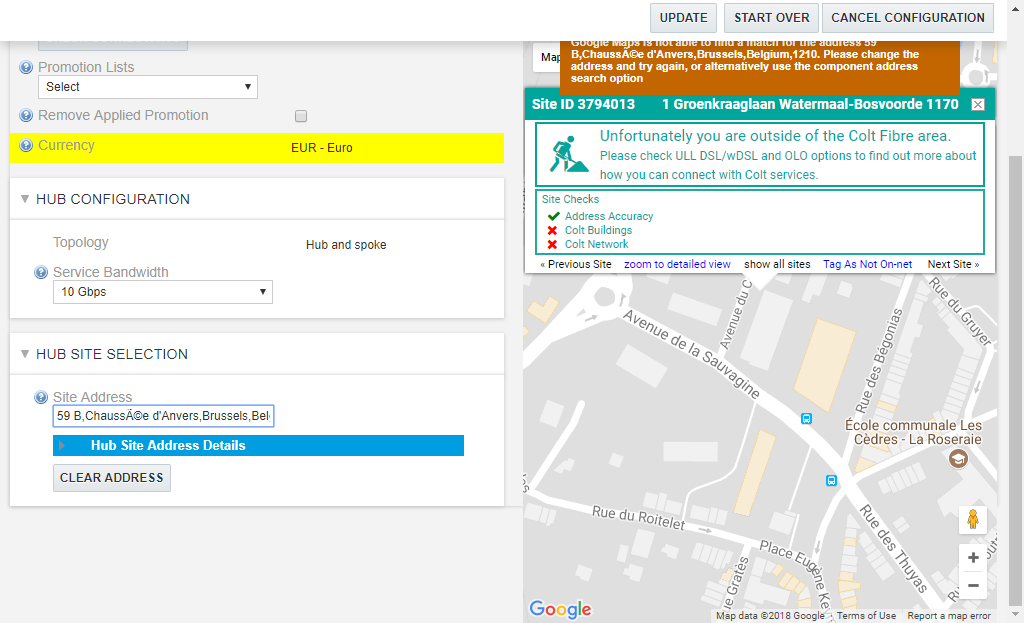 UPDATE
START OVER
CANCEL CONFIGURATION
Promotion Lists
Select
Remove Applied Promotion
Currency
EUR - Euro
HUB CONFIGURATION
Topology
Hub and spoke
Service Bandwidth
10 Gbps
HUB SITE SELECTION
Site Address
59 B,ChaussÃ©e d'Anvers,Brussels,Bel
Hub Site Address Details
CLEAR ADDRESS
Map
Google Maps is not able to find a match for the address 59
B,ChaussÃ©e d'Anvers,Brussels,Belgium,1210. Please change the
address and try again, or alternatively use the component address
search option
Site ID 3794013 1 Groenkraaglaan Watermaal-Bosvoorde 1170
Unfortunately you are outside of the Colt Fibre area.
Please check ULL DSL/wDSL and OLO options to find out more about
how you can connect with Colt services.
Site Checks
Address Accuracy
Colt Buildings
Colt Network
« Previous Site zoom to detailed view show all sites Tag As Not On-net Next Site »
Avenue de la Sauvagine
Avenue du C
Rue des Bégonias
Rue du Gruyer
École communale Les
Cèdres - La Roseraie
Rue du Roitelet
Place Eugène Ke
Rue Gratès
Rue des Thuyas
Google
Map data ©2018 Google
Terms of Use
Report a map error